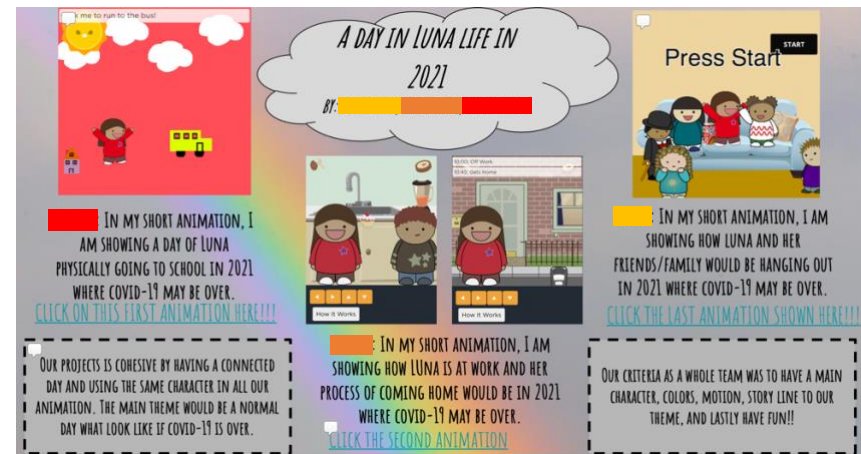 me to run to the bus!
A DAY IN LUNA LIFE IN
2021
BY:
START
Press Start
10:00: Off Work
10:40: Gets Home
How It Works
How It Works
: IN MY SHORT ANIMATION, I
AM SHOWING A DAY OF LUNA
PHYSICALLY GOING TO SCHOOL IN 2021
WHERE COVID-19 MAY BE OVER.
CLICK ON THIS FIRST ANIMATION HERE!!!
: IN MY SHORT ANIMATION, I AM
SHOWING HOW LUNA IS AT WORK AND HER
PROCESS OF COMING HOME WOULD BE IN 2021
WHERE COVID-19 MAY BE OVER.
CLICK THE SECOND ANIMATION
: IN MY SHORT ANIMATION, I AM
SHOWING HOW LUNA AND HER
FRIENDS/FAMILY WOULD BE HANGING OUT
IN 2021 WHERE COVID-19 MAY BE OVER.
CLICK THE LAST ANIMATION SHOWN HERE!!!
OUR PROJECTS IS COHESIVE BY HAVING A CONNECTED
DAY AND USING THE SAME CHARACTER IN ALL OUR
ANIMATION. THE MAIN THEME WOULD BE A NORMAL
DAY WHAT LOOK LIKE IF COVID-19 IS OVER.
OUR CRITERIA AS A WHOLE TEAM WAS TO HAVE A MAIN
CHARACTER, COLORS, MOTION, STORY LINE TO OUR
THEME, AND LASTLY HAVE FUN!!